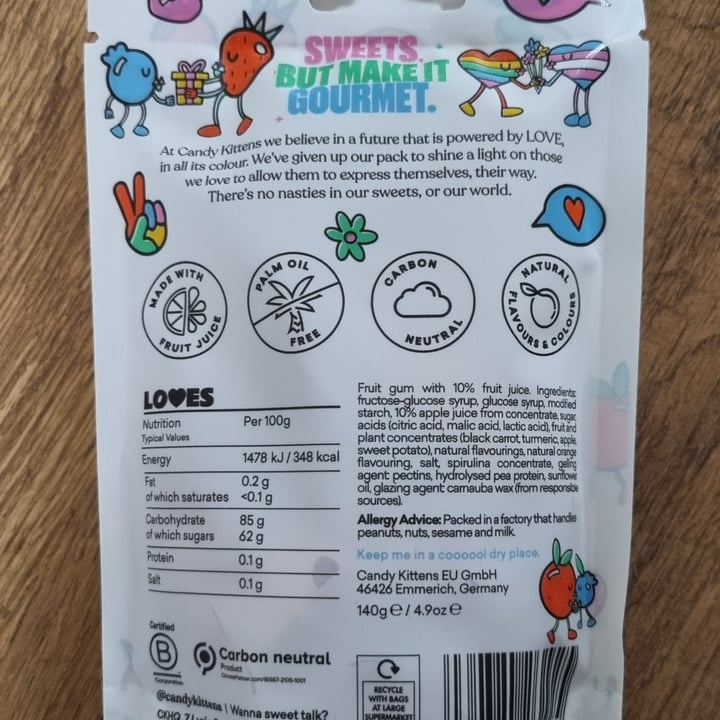 SWEETS,
BUT MAKE IT
GOURMET.
At Candy Kittens we believe in a future that is powered by LOVE,
in all its colour. We've given up our pack to shine a light on those
we love to allow them to express themselves, their way.
There's no nasties in our sweets, or our world.
MADE WITH
FRUIT JUICE
PALM OIL
FREE
CARBON
NEUTRAL
NATURAL
FLAVOURS & COLOURS
LO♥ES
Nutrition Per 100g
Typical Values
Energy 1478 kJ / 348 kcal
Fat 0.2 g
of which saturates <0.1 g
Carbohydrate 85 g
of which sugars 62 g
Protein 0.1 g
Salt 0.1 g
Fruit gum with 10% fruit juice. Ingredients:
fructose-glucose syrup, glucose syrup, modified
starch, 10% apple juice from concentrate, sugar,
acids (citric acid, malic acid, lactic acid), fruit and
plant concentrates (black carrot, turmeric, apple,
sweet potato), natural flavourings, natural orange
flavouring, salt, spirulina concentrate, gelling
agent: pectins, hydrolysed pea protein, sunflower
oil, glazing agent: carnauba wax (from responsible
sources).
Allergy Advice: Packed in a factory that handles
peanuts, nuts, sesame and milk.
Keep me in a coooool dry place.
Candy Kittens EU GmbH
46426 Emmerich, Germany
140g e / 4.9oz e
Certified
B
Corporation
Carbon neutral
Product
@candykittens | Wanna sweet talk?
RECYCLE
WITH BAGS
AT LARGE
SUPERMARKET